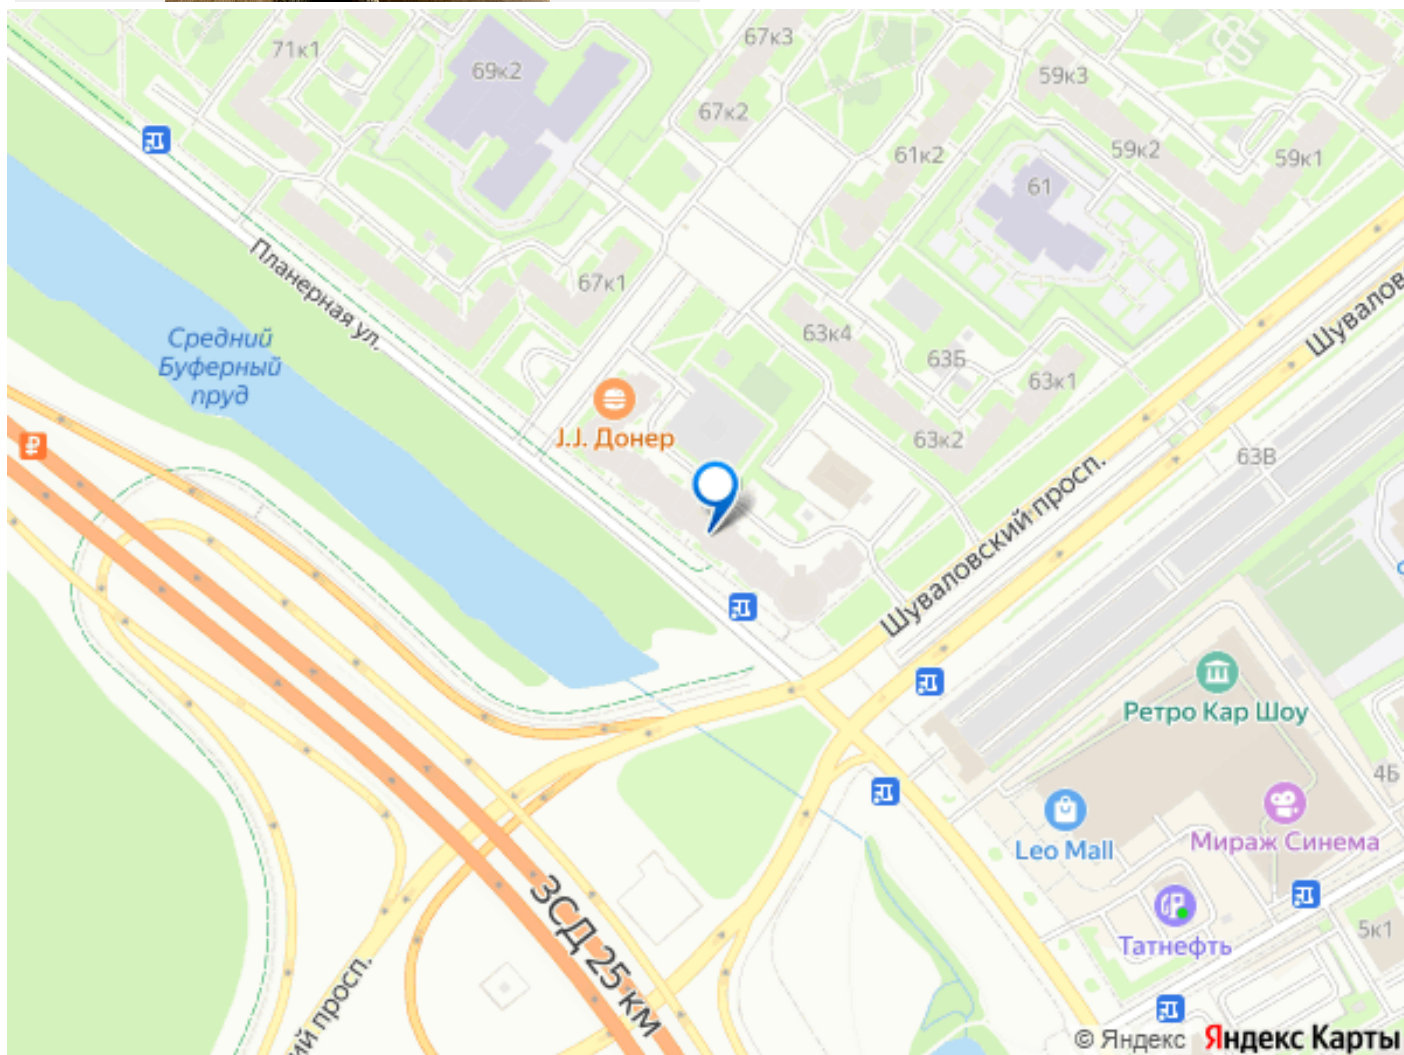 67к3
71к1
69к2
59к3
67к2
59к2
59к1
61к2
61
Планерная ул.
67к1
Шувалов
Средний
Буферный
пруд
63к4
63Б
63к1
J.J. Донер
63к2
63В
Шуваловский просп.
Ретро Кар Шоу
4Б
Leo Mall
Мираж Синема
ЗСД 25 км
Татнефть
5к1
ий просп.
© Яндекс Яндекс Карты